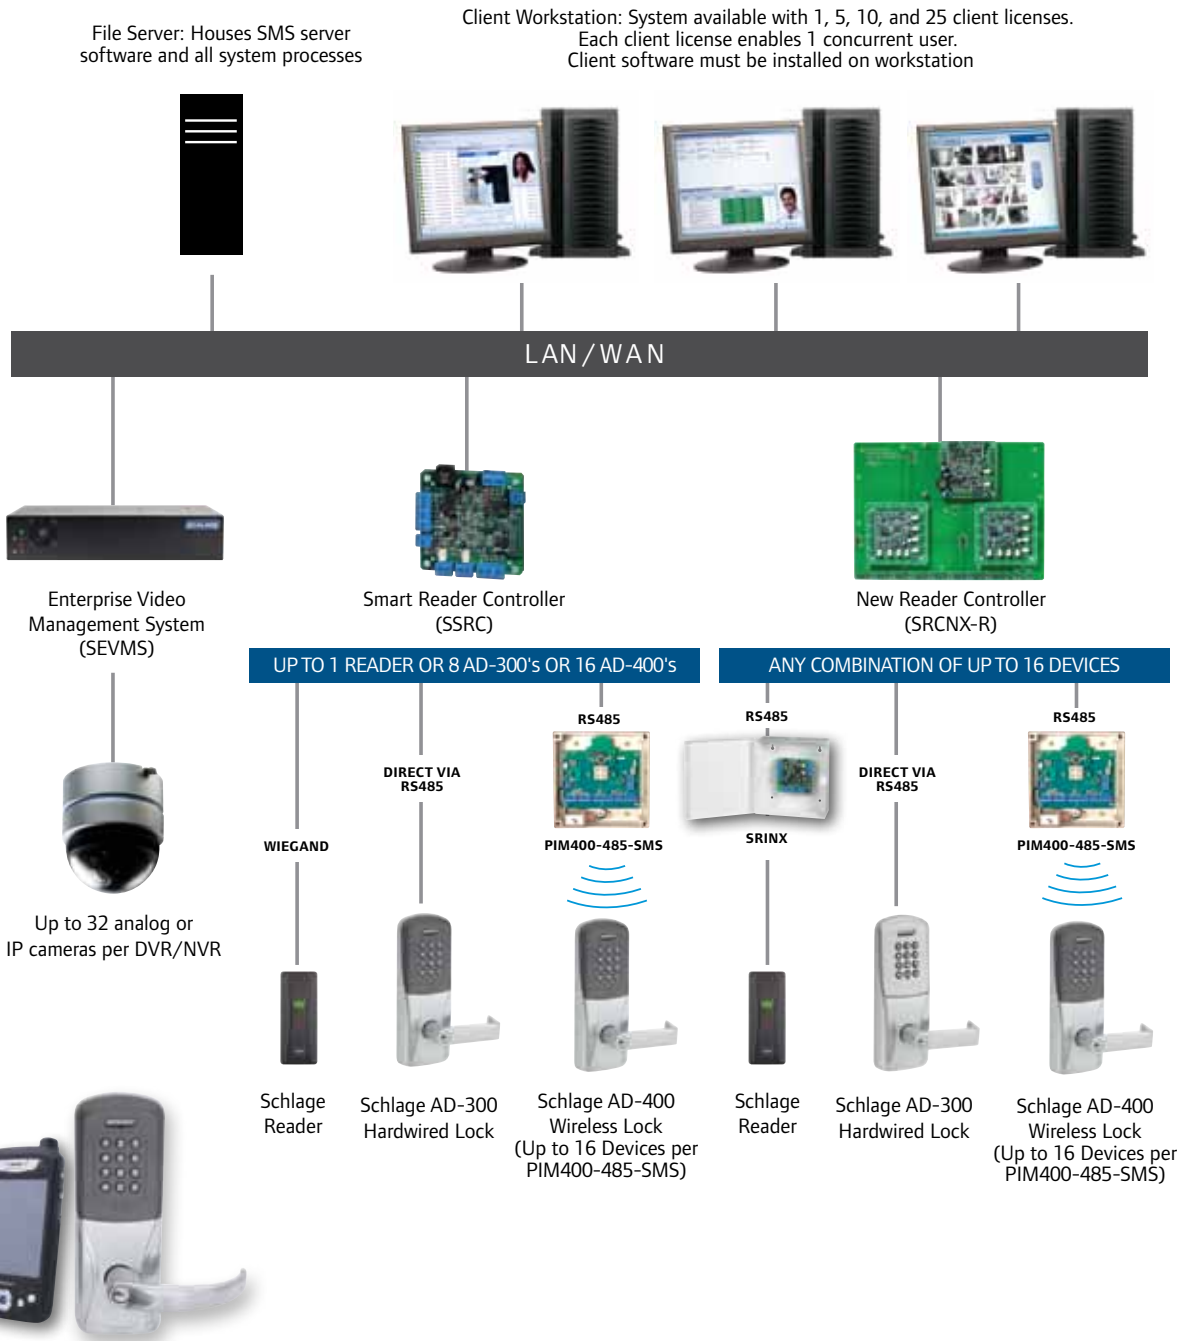 File Server: Houses SMS server
software and all system processes
Client Workstation: System available with 1, 5, 10, and 25 client licenses.
Each client license enables 1 concurrent user.
Client software must be installed on workstation
LAN/WAN
Enterprise Video
Management System
(SEVMS)
Smart Reader Controller
(SSRC)
New Reader Controller
(SRCNX-R)
UP TO 1 READER OR 8 AD-300's OR 16 AD-400's
ANY COMBINATION OF UP TO 16 DEVICES
RS485
RS485
RS485
DIRECT VIA
RS485
DIRECT VIA
RS485
WIEGAND
PIM400-485-SMS
SRINX
PIM400-485-SMS
Up to 32 analog or
IP cameras per DVR/NVR
Schlage
Reader
Schlage AD-300
Hardwired Lock
Schlage AD-400
Wireless Lock
(Up to 16 Devices per
PIM400-485-SMS)
Schlage
Reader
Schlage AD-300
Hardwired Lock
Schlage AD-400
Wireless Lock
(Up to 16 Devices per
PIM400-485-SMS)